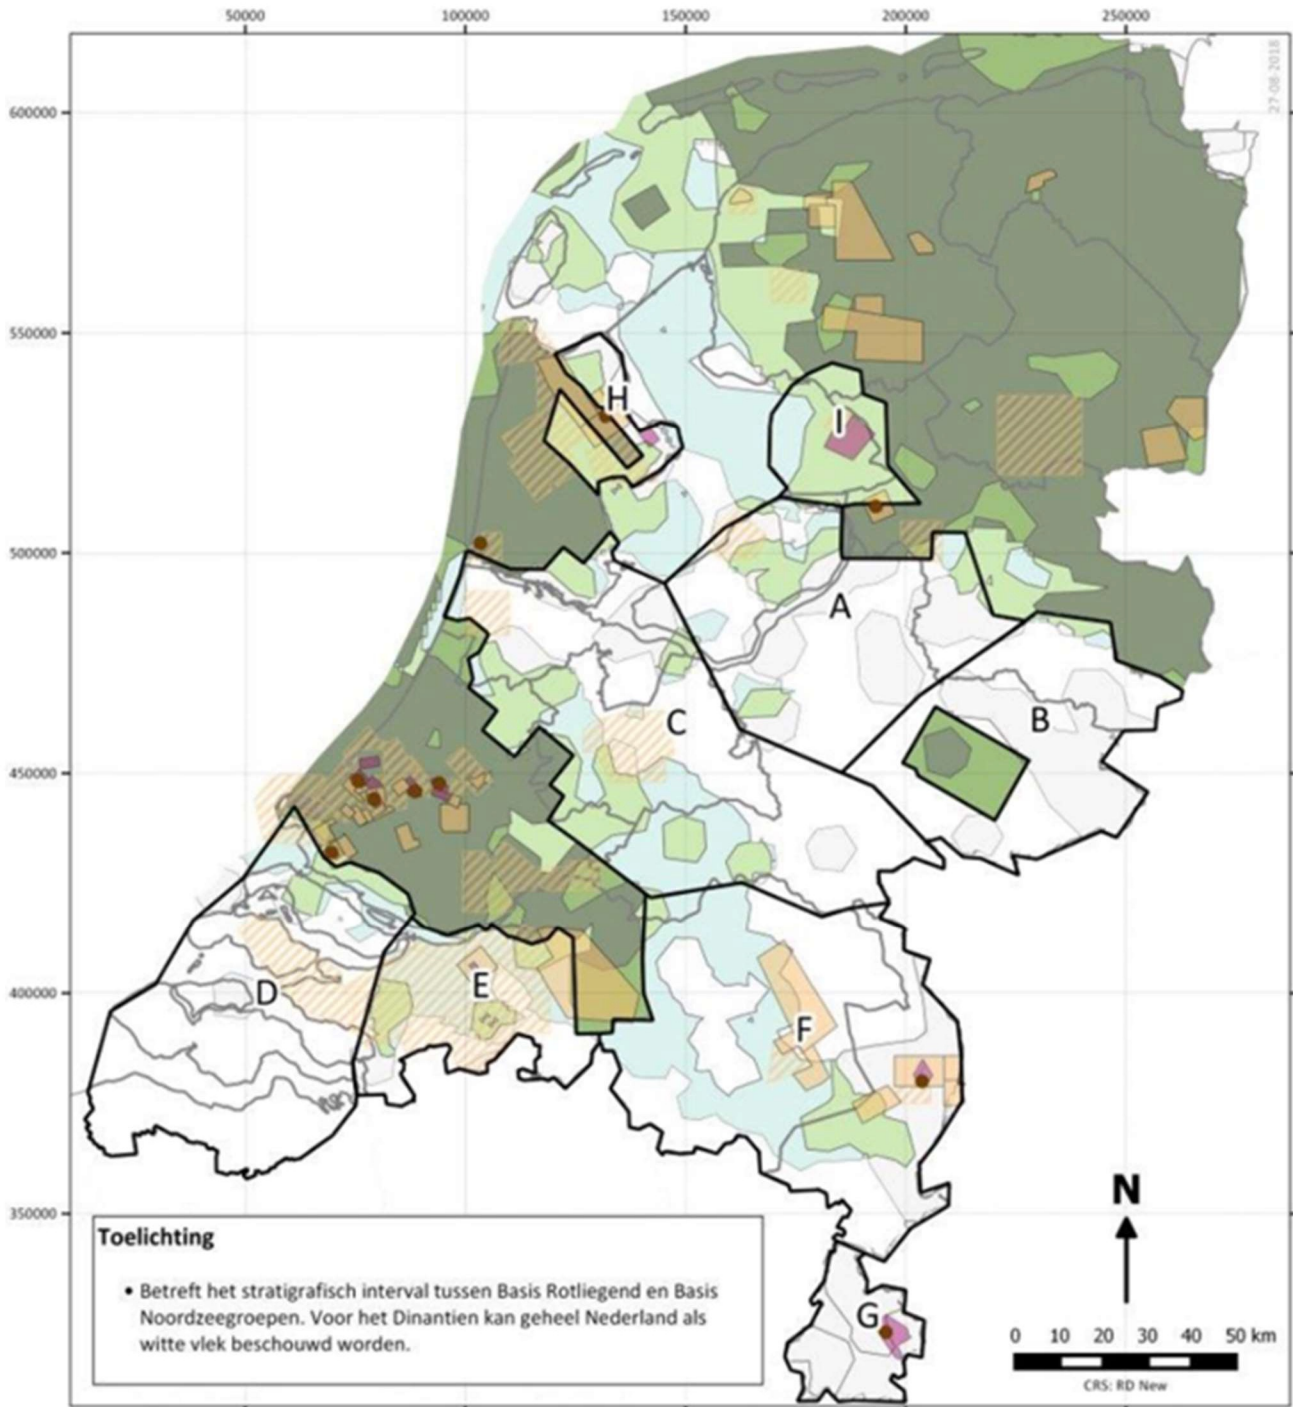 50000 100000 150000 200000 250000
27-08-2018
600000
550000
H
I
500000
A
B
C
450000
D
E
400000
F
350000
N
G
0 10 20 30 40 50 km
CRS: RD New
Toelichting
• Betreft het stratigrafisch interval tussen Basis Rotliegend en Basis
Noordzeegroepen. Voor het Dinantien kan geheel Nederland als
witte vlek beschouwd worden.